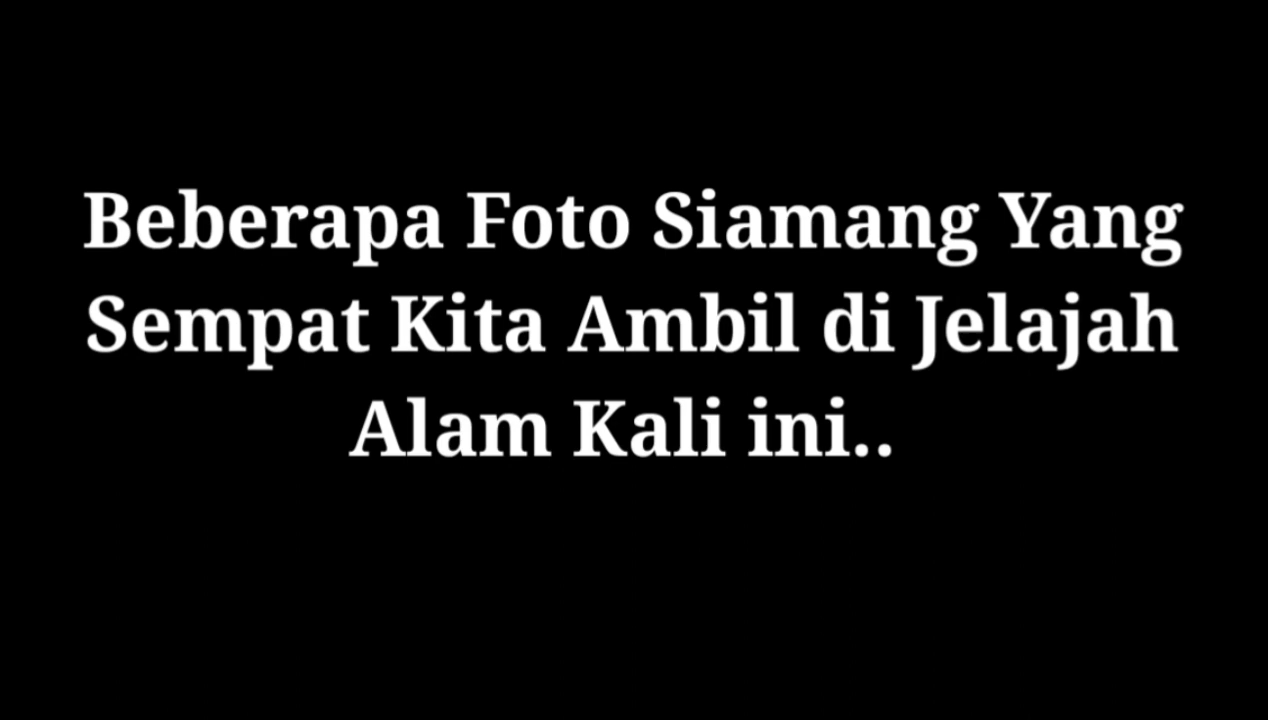 Beberapa Foto Siamang Yang
Sempat Kita Ambil di Jelajah
Alam Kali ini..